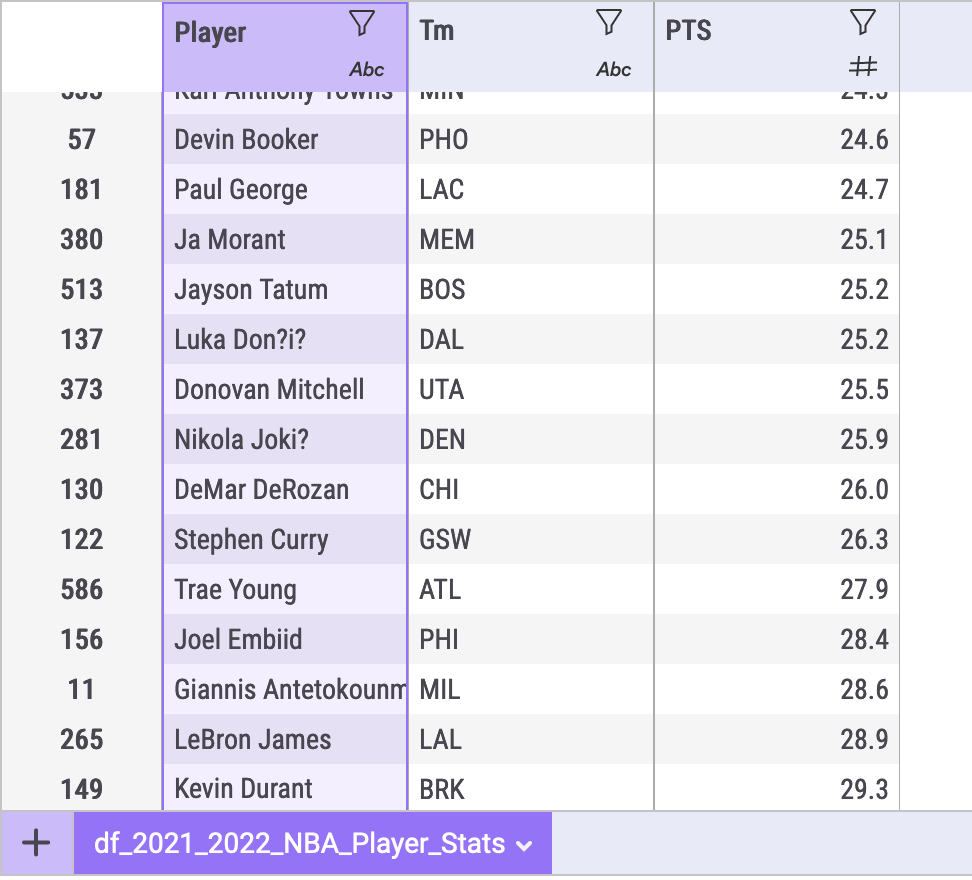 Player Tm PTS
Abc Abc #
Karl Anthony Towns MIN
57 Devin Booker PHO 24.6
181 Paul George LAC 24.7
380 Ja Morant MEM 25.1
513 Jayson Tatum BOS 25.2
137 Luka Don?i? DAL 25.2
373 Donovan Mitchell UTA 25.5
281 Nikola Joki? DEN 25.9
130 DeMar DeRozan CHI 26.0
122 Stephen Curry GSW 26.3
586 Trae Young ATL 27.9
156 Joel Embiid PHI 28.4
11 Giannis Antetokounm MIL 28.6
265 LeBron James LAL 28.9
149 Kevin Durant BRK 29.3
+ df_2021_2022_NBA_Player_Stats